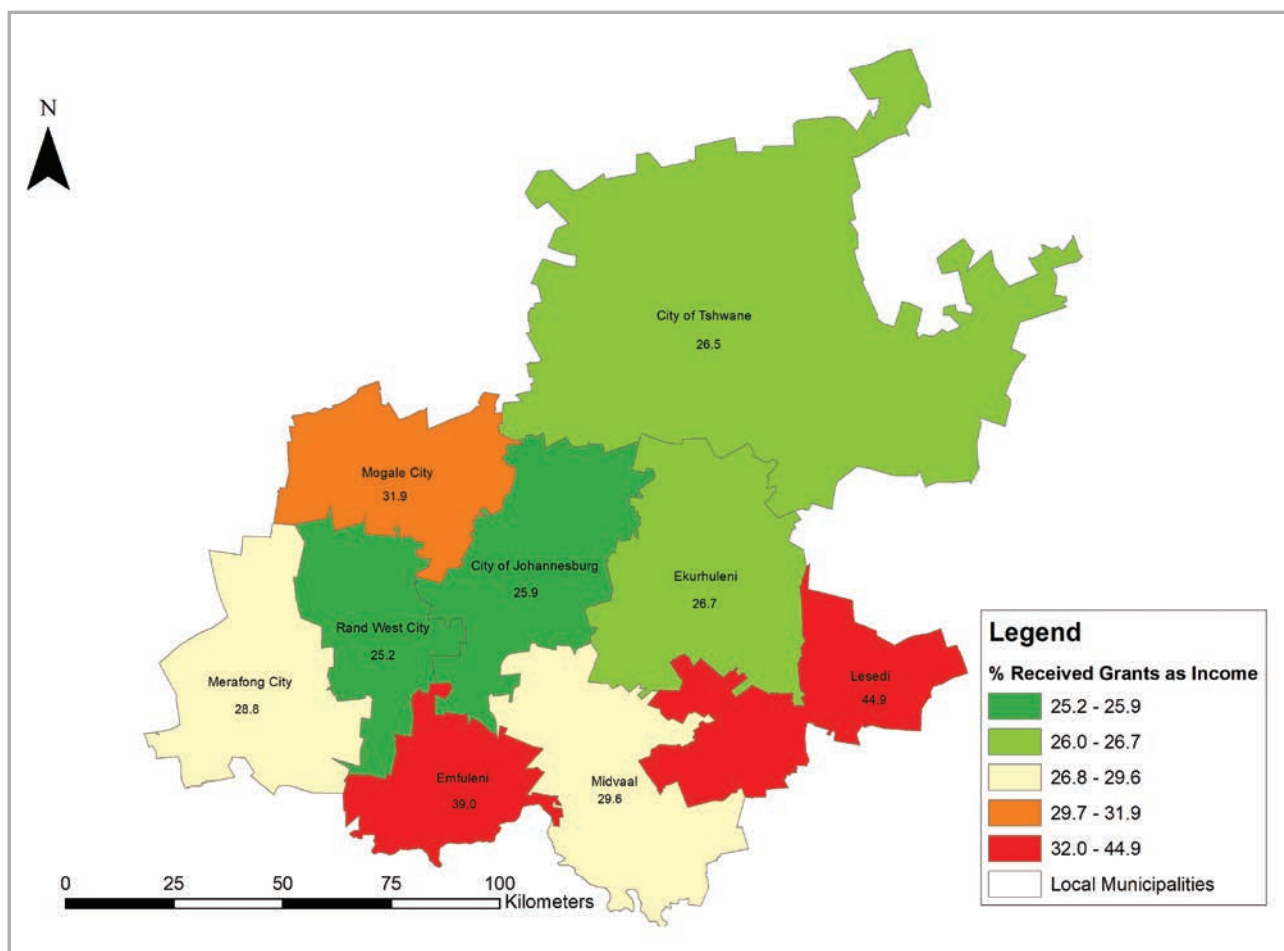 N
City of Tshwane
26.5
Mogale City
31.9
City of Johannesburg
25.9
Ekurhuleni
26.7
Rand West City
25.2
Merafong City
28.8
Lesedi
44.9
Emfuleni
39.0
Midvaal
29.6
Legend
% Received Grants as Income
25.2 - 25.9
26.0 - 26.7
26.8 - 29.6
29.7 - 31.9
32.0 - 44.9
Local Municipalities
0 25 50 75 100
Kilometers